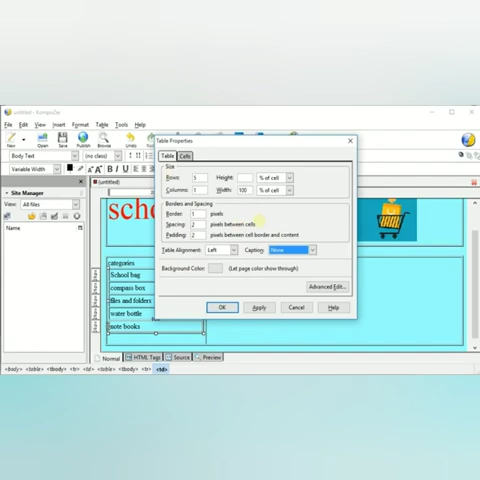 untitled - KompoZer
File Edit View Insert Format Table Tools Help
New Open Save Publish Browse Undo
Body Text (no class)
Variable Width B I U
Site Manager (untitled)
View: All files
Name
scho
categories
School bag
compass box
files and folders
water bottle
note books
Table Properties
Table Cells
Size
Rows: 5 Height: % of cell
Columns: 1 Width: 100 % of cell
Borders and Spacing
Border: 1 pixels
Spacing: 2 pixels between cells
Padding: 2 pixels between cell border and content
Table Alignment: Left Caption: None
Background Color: (Let page color show through)
Advanced Edit...
OK Apply Cancel Help
Normal HTML Tags Source Preview
<body> <table> <tbody> <tr> <td> <table> <tbody> <tr> <td>